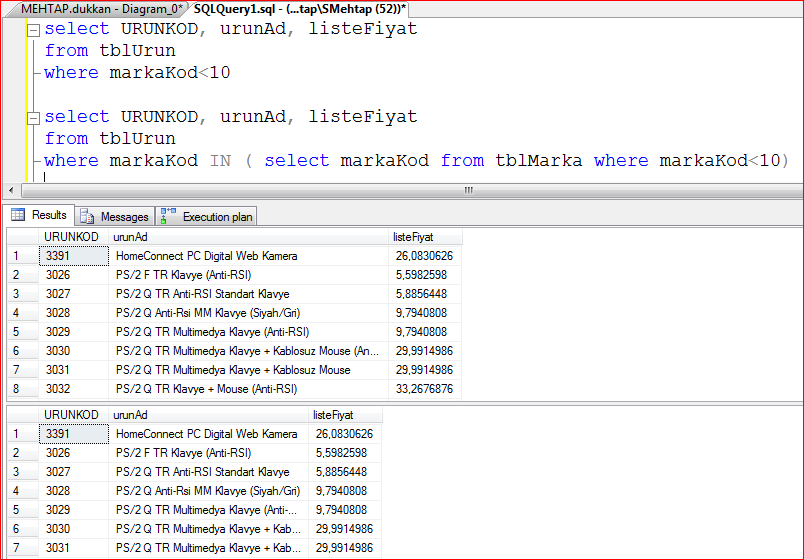 MEHTAP.dukkan - Diagram_0* SQLQuery1.sql - (...tap\SMehtap (52))*
select URUNKOD, urunAd, listeFiyat
from tblUrun
where markaKod<10
select URUNKOD, urunAd, listeFiyat
from tblUrun
where markaKod IN ( select markaKod from tblMarka where markaKod<10)
Results Messages Execution plan
URUNKOD urunAd listeFiyat
1 3391 HomeConnect PC Digital Web Kamera 26,0830626
2 3026 PS/2 F TR Klavye (Anti-RSI) 5,5982598
3 3027 PS/2 Q TR Anti-RSI Standart Klavye 5,8856448
4 3028 PS/2 Q Anti-Rsi MM Klavye (Siyah/Gri) 9,7940808
5 3029 PS/2 Q TR Multimedya Klavye (Anti-RSI) 9,7940808
6 3030 PS/2 Q TR Multimedya Klavye + Kablosuz Mouse (An... 29,9914986
7 3031 PS/2 Q TR Multimedya Klavye + Kablosuz Mouse 29,9914986
8 3032 PS/2 Q TR Klavye + Mouse (Anti-RSI) 33,2676876
URUNKOD urunAd listeFiyat
1 3391 HomeConnect PC Digital Web Kamera 26,0830626
2 3026 PS/2 F TR Klavye (Anti-RSI) 5,5982598
3 3027 PS/2 Q TR Anti-RSI Standart Klavye 5,8856448
4 3028 PS/2 Q Anti-Rsi MM Klavye (Siyah/Gri) 9,7940808
5 3029 PS/2 Q TR Multimedya Klavye (Anti-... 9,7940808
6 3030 PS/2 Q TR Multimedya Klavye + Kab... 29,9914986
7 3031 PS/2 Q TR Multimedya Klavye + Kab... 29,9914986